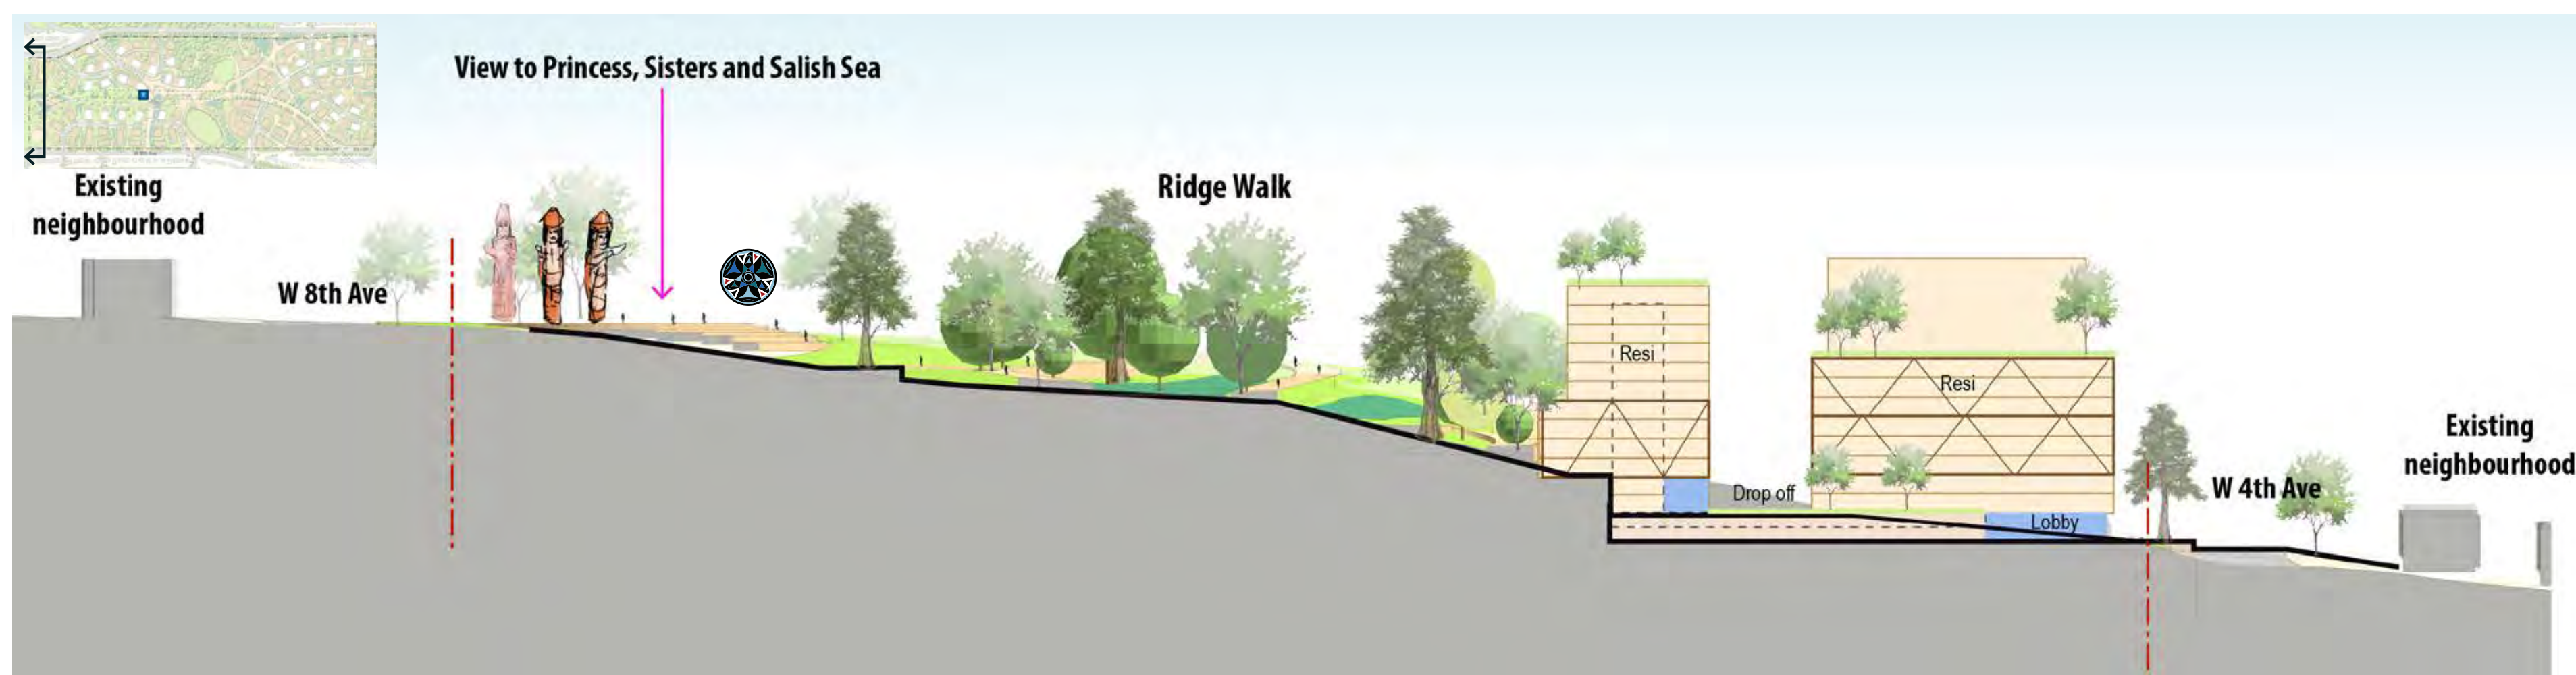 View to Princess, Sisters and Salish Sea
Existing
neighbourhood
Ridge Walk
W 8th Ave
Resi
Resi
Existing
neighbourhood
Drop off
W 4th Ave
Lobby